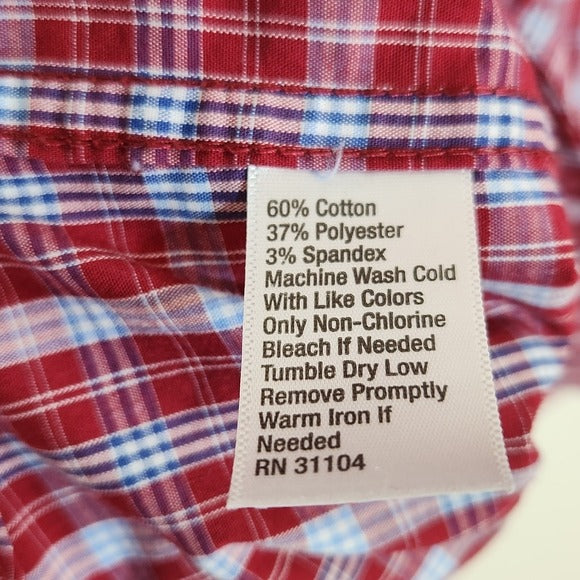 60% Cotton
37% Polyester
3% Spandex
Machine Wash Cold
With Like Colors
Only Non-Chlorine
Bleach If Needed
Tumble Dry Low
Remove Promptly
Warm Iron If
Needed
RN 31104